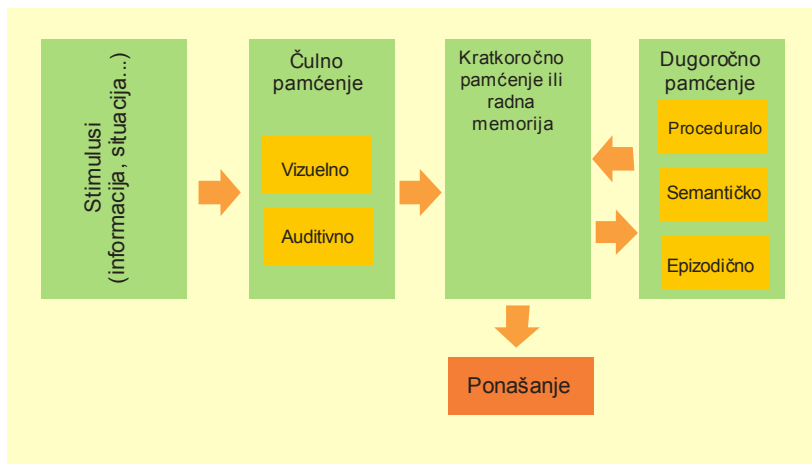 Stimulusi
(informacija, situacija...)
Čulno
pamćenje
Vizuelno
Auditivno
Kratkoročno
pamćenje ili
radna
memorija
Dugoročno
pamćenje
Proceduralo
Semantičko
Epizodično
Ponašanje